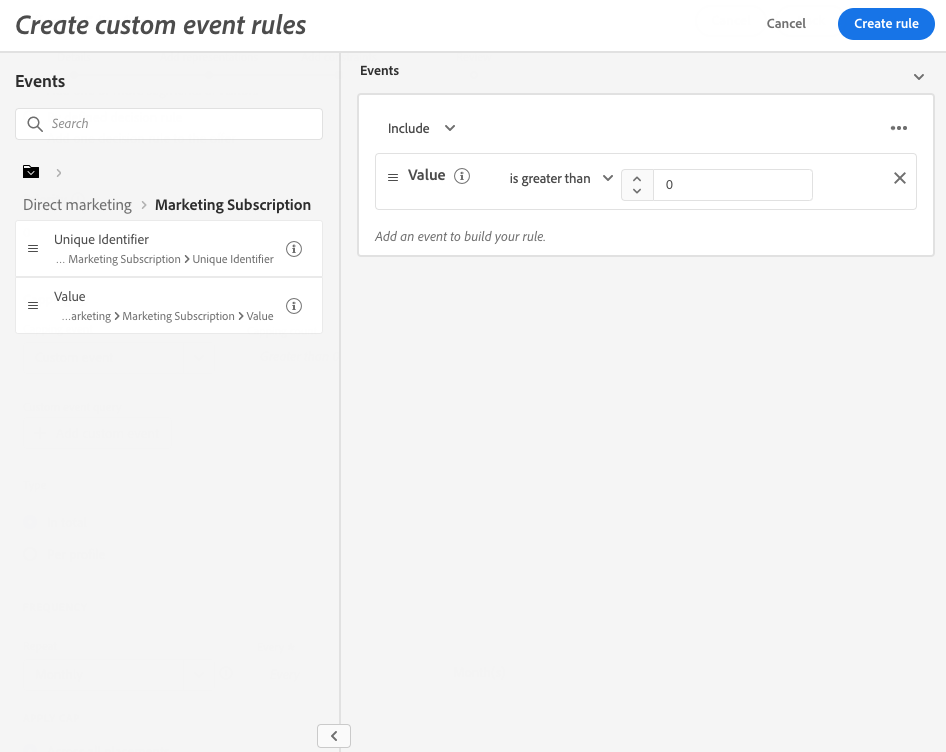 Create custom event rules
Cancel
Create rule
Events
Search
Direct marketing > Marketing Subscription
Unique Identifier
... Marketing Subscription > Unique Identifier
Value
...arketing > Marketing Subscription > Value
Events
Include
Value is greater than 0
Add an event to build your rule.